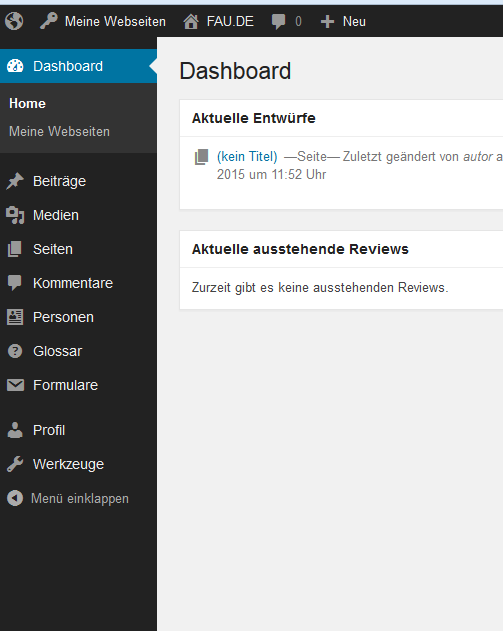 Meine Webseiten FAU.DE 0 Neu
Dashboard
Home
Meine Webseiten
Beiträge
Medien
Seiten
Kommentare
Personen
Glossar
Formulare
Profil
Werkzeuge
Menü einklappen
Dashboard
Aktuelle Entwürfe
(kein Titel) —Seite— Zuletzt geändert von autor a
2015 um 11:52 Uhr
Aktuelle ausstehende Reviews
Zurzeit gibt es keine ausstehenden Reviews.